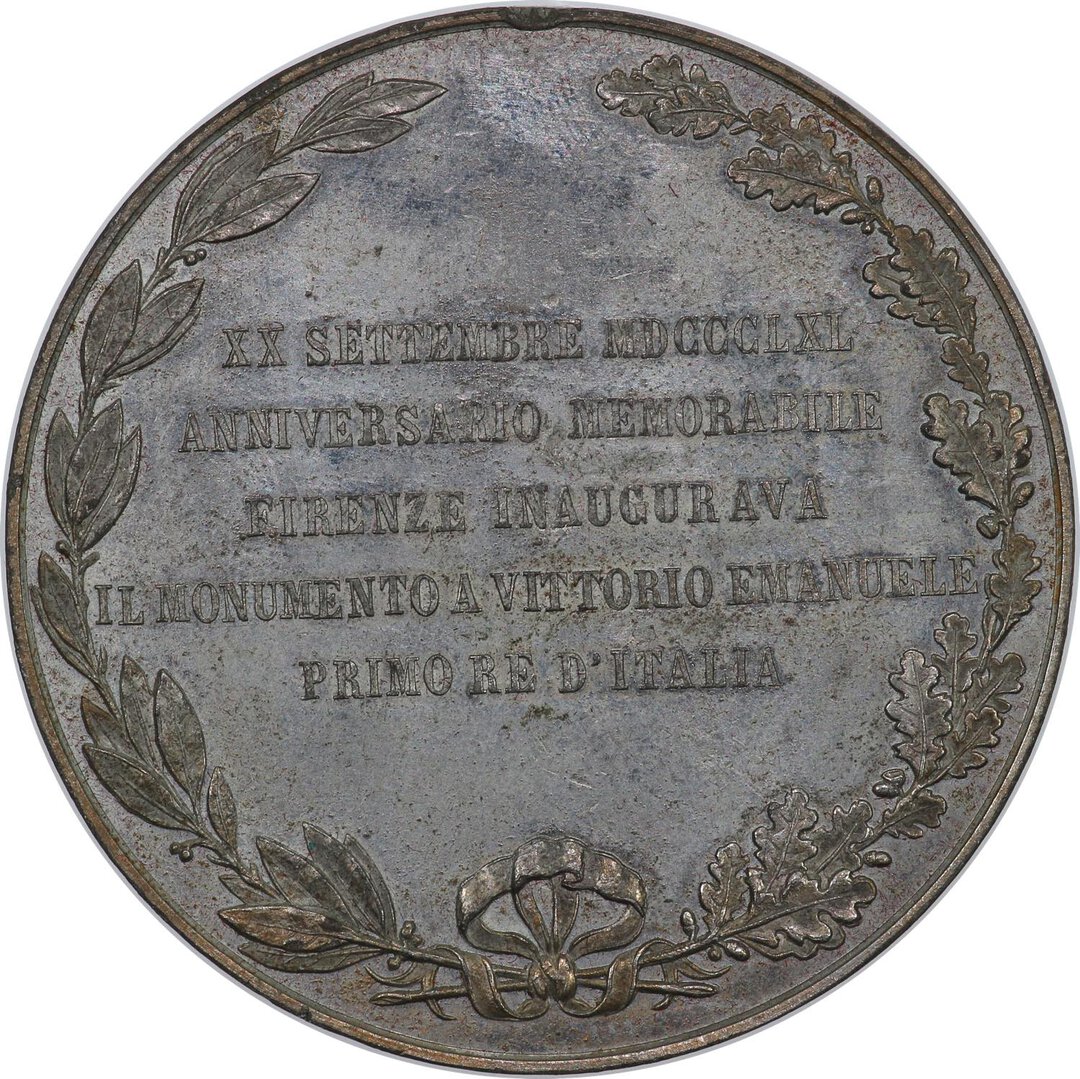 XX SETTEMBRE MDCCCLXL
ANNIVERSARIO MEMORABILE
FIRENZE INAUGURAVA
IL MONUMENTO A VITTORIO EMANUELE
PRIMO RE D'ITALIA